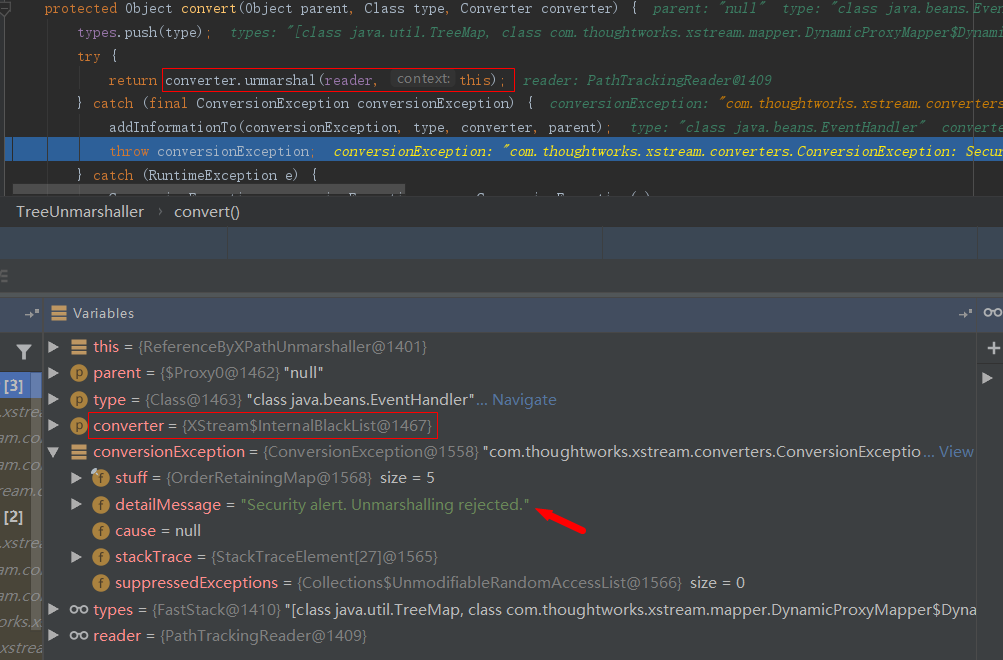 protected Object convert(Object parent, Class type, Converter converter) { parent: "null" type: "class java.beans.Even
types.push(type); types: "[class java.util.TreeMap, class com.thoughtworks.xstream.mapper.DynamicProxyMapper$Dynami
try {
return converter.unmarshal(reader, context: this); reader: PathTrackingReader@1409
} catch (final ConversionException conversionException) { conversionException: "com.thoughtworks.xstream.converters
addInformationTo(conversionException, type, converter, parent); type: "class java.beans.EventHandler" converte
throw conversionException; conversionException: "com.thoughtworks.xstream.converters.ConversionException: Secur
} catch (RuntimeException e) {
TreeUnmarshaller › convert()
Variables
this = {ReferenceByXPathUnmarshaller@1401}
parent = {$Proxy0@1462} "null"
[3] type = {Class@1463} "class java.beans.EventHandler"... Navigate
converter = {XStream$InternalBlackList@1467}
conversionException = {ConversionException@1558} "com.thoughtworks.xstream.converters.ConversionExceptio... View
stuff = {OrderRetainingMap@1568} size = 5
detailMessage = "Security alert. Unmarshalling rejected."
[2] cause = null
stackTrace = {StackTraceElement[27]@1565}
suppressedExceptions = {Collections$UnmodifiableRandomAccessList@1566} size = 0
types = {FastStack@1410} "[class java.util.TreeMap, class com.thoughtworks.xstream.mapper.DynamicProxyMapper$Dyna
reader = {PathTrackingReader@1409}